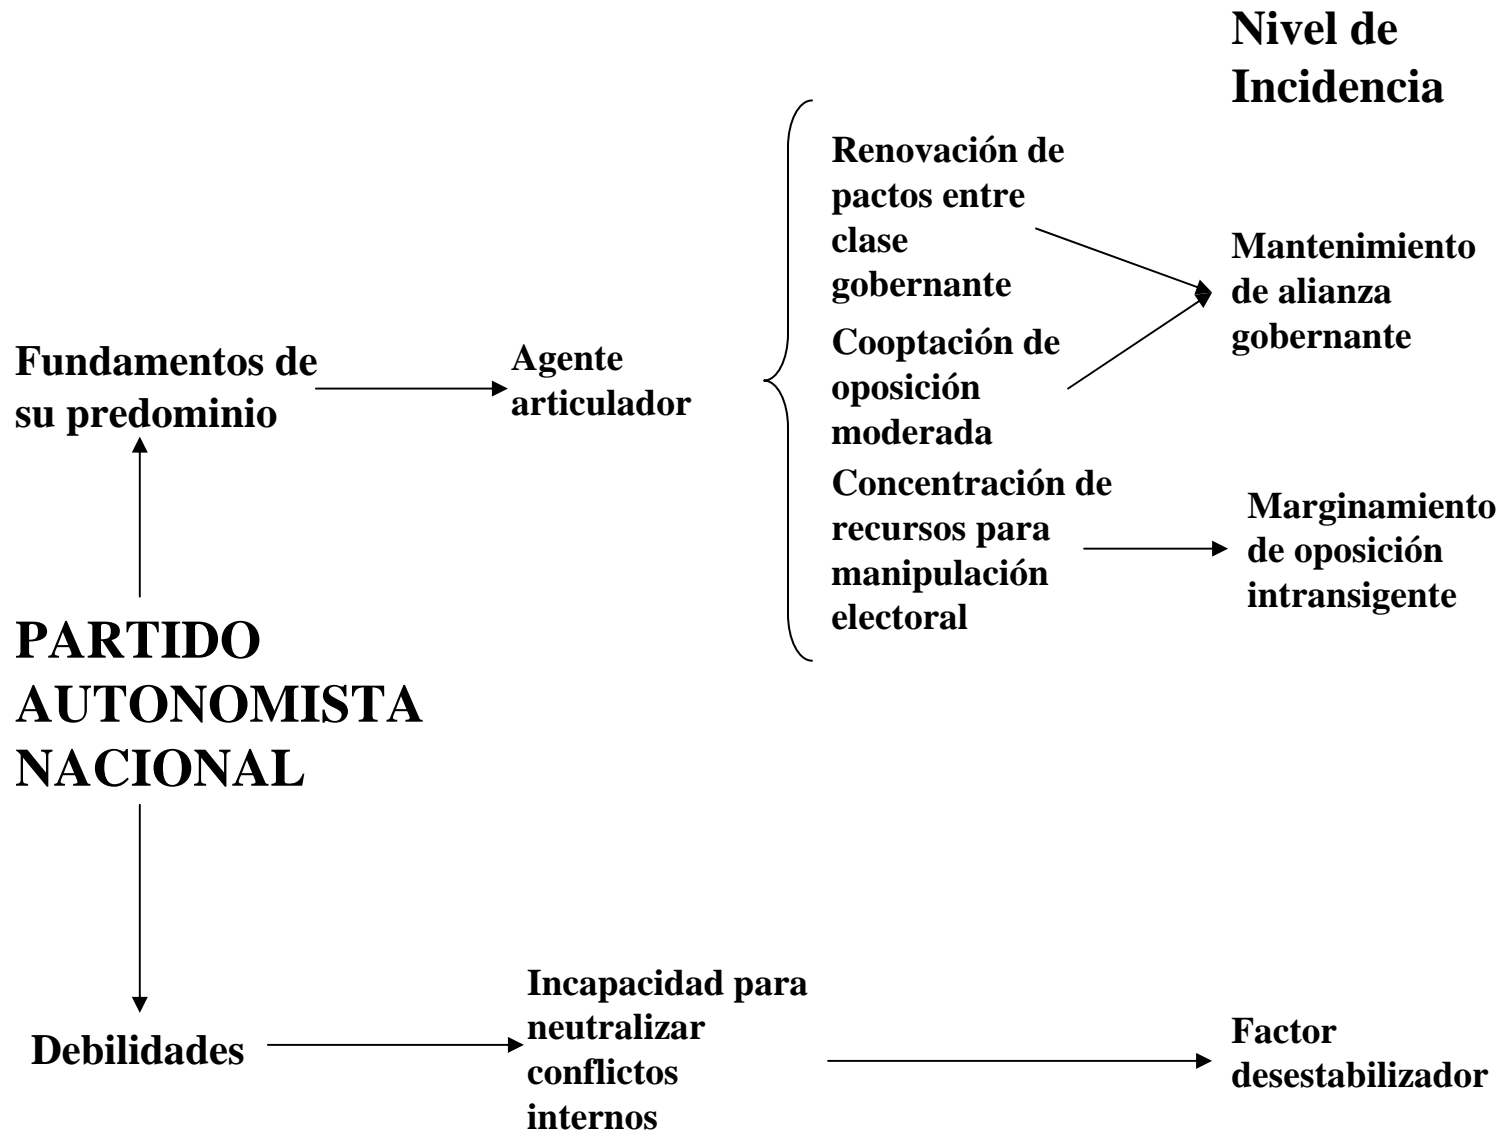 Nivel de
Incidencia
Renovación de
pactos entre
clase
gobernante
Mantenimiento
de alianza
gobernante
Fundamentos de
su predominio
Agente
articulador
Cooptación de
oposición
moderada
Concentración de
recursos para
manipulación
electoral
Marginamiento
de oposición
intransigente
PARTIDO
AUTONOMISTA
NACIONAL
Debilidades
Incapacidad para
neutralizar
conflictos
internos
Factor
desestabilizador